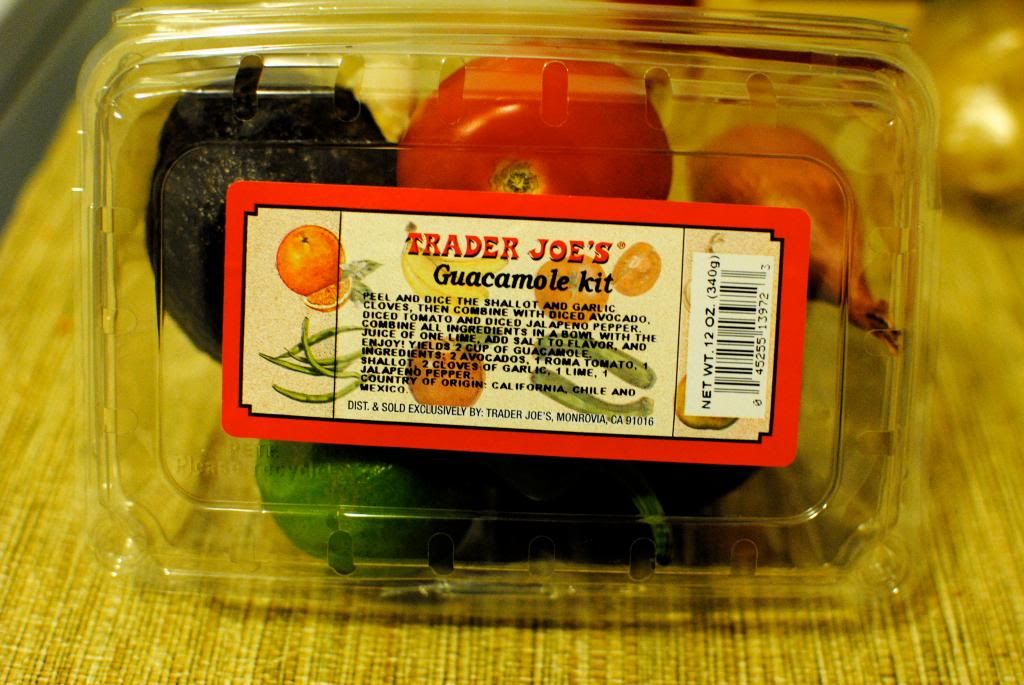 TRADER JOE'S®
Guacamole kit
PEEL AND DICE THE SHALLOT AND GARLIC
CLOVES, THEN COMBINE WITH DICED AVOCADO,
DICED TOMATO AND DICED JALAPENO PEPPER.
COMBINE ALL INGREDIENTS IN A BOWL WITH THE
JUICE OF ONE LIME, ADD SALT TO FLAVOR, AND
ENJOY! YIELDS 2 CUP OF GUACAMOLE.
INGREDIENTS: 2 AVOCADOS, 1 ROMA TOMATO, 1
SHALLOT, 2 CLOVES OF GARLIC, 1 LIME, 1
JALAPENO PEPPER.
COUNTRY OF ORIGIN: CALIFORNIA, CHILE AND
MEXICO.
DIST. & SOLD EXCLUSIVELY BY: TRADER JOE'S, MONROVIA, CA 91016
NET WT. 12 OZ (340g)
0 45255 13972 3
PETE
Please recycle